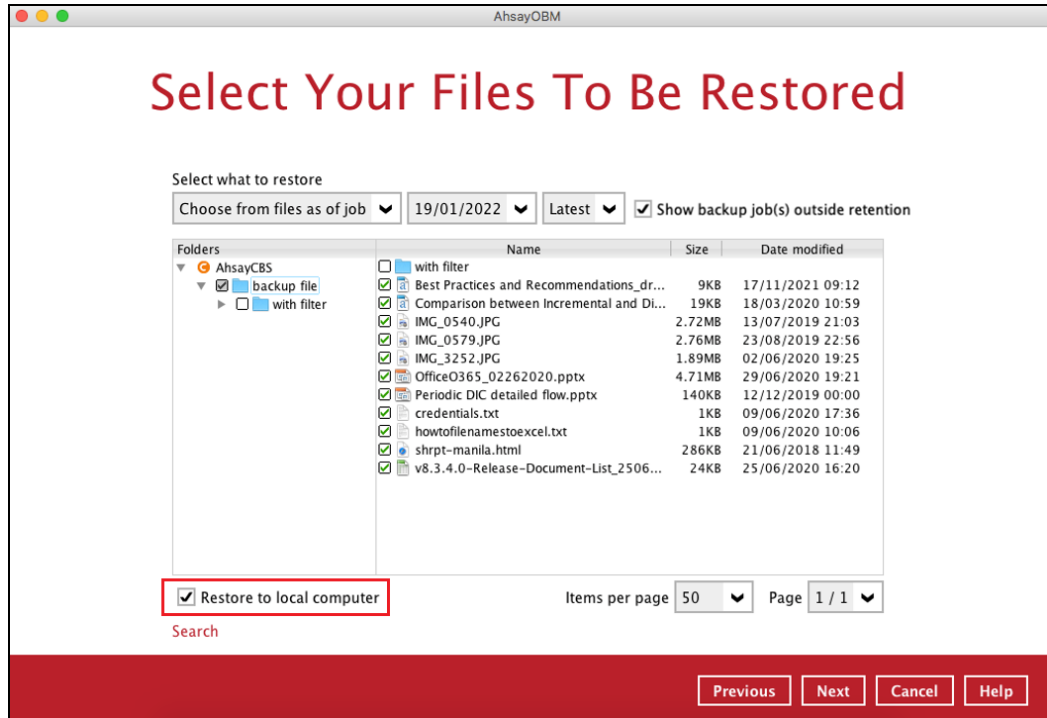 AhsayOBM
Select Your Files To Be Restored
Select what to restore
Choose from files as of job 19/01/2022 Latest Show backup job(s) outside retention
Folders Name Size Date modified
AhsayCBS with filter
backup file Best Practices and Recommendations_dr... 9KB 17/11/2021 09:12
with filter Comparison between Incremental and Di... 19KB 18/03/2020 10:59
IMG_0540.JPG 2.72MB 13/07/2019 21:03
IMG_0579.JPG 2.76MB 23/08/2019 22:56
IMG_3252.JPG 1.89MB 02/06/2020 19:25
OfficeO365_02262020.pptx 4.71MB 29/06/2020 19:21
Periodic DIC detailed flow.pptx 140KB 12/12/2019 00:00
credentials.txt 1KB 09/06/2020 17:36
howtofilenamestoexcel.txt 1KB 09/06/2020 10:06
shrpt-manila.html 286KB 21/06/2018 11:49
v8.3.4.0-Release-Document-List_2506... 24KB 25/06/2020 16:20
Restore to local computer Items per page 50 Page 1 / 1
Search
Previous Next Cancel Help